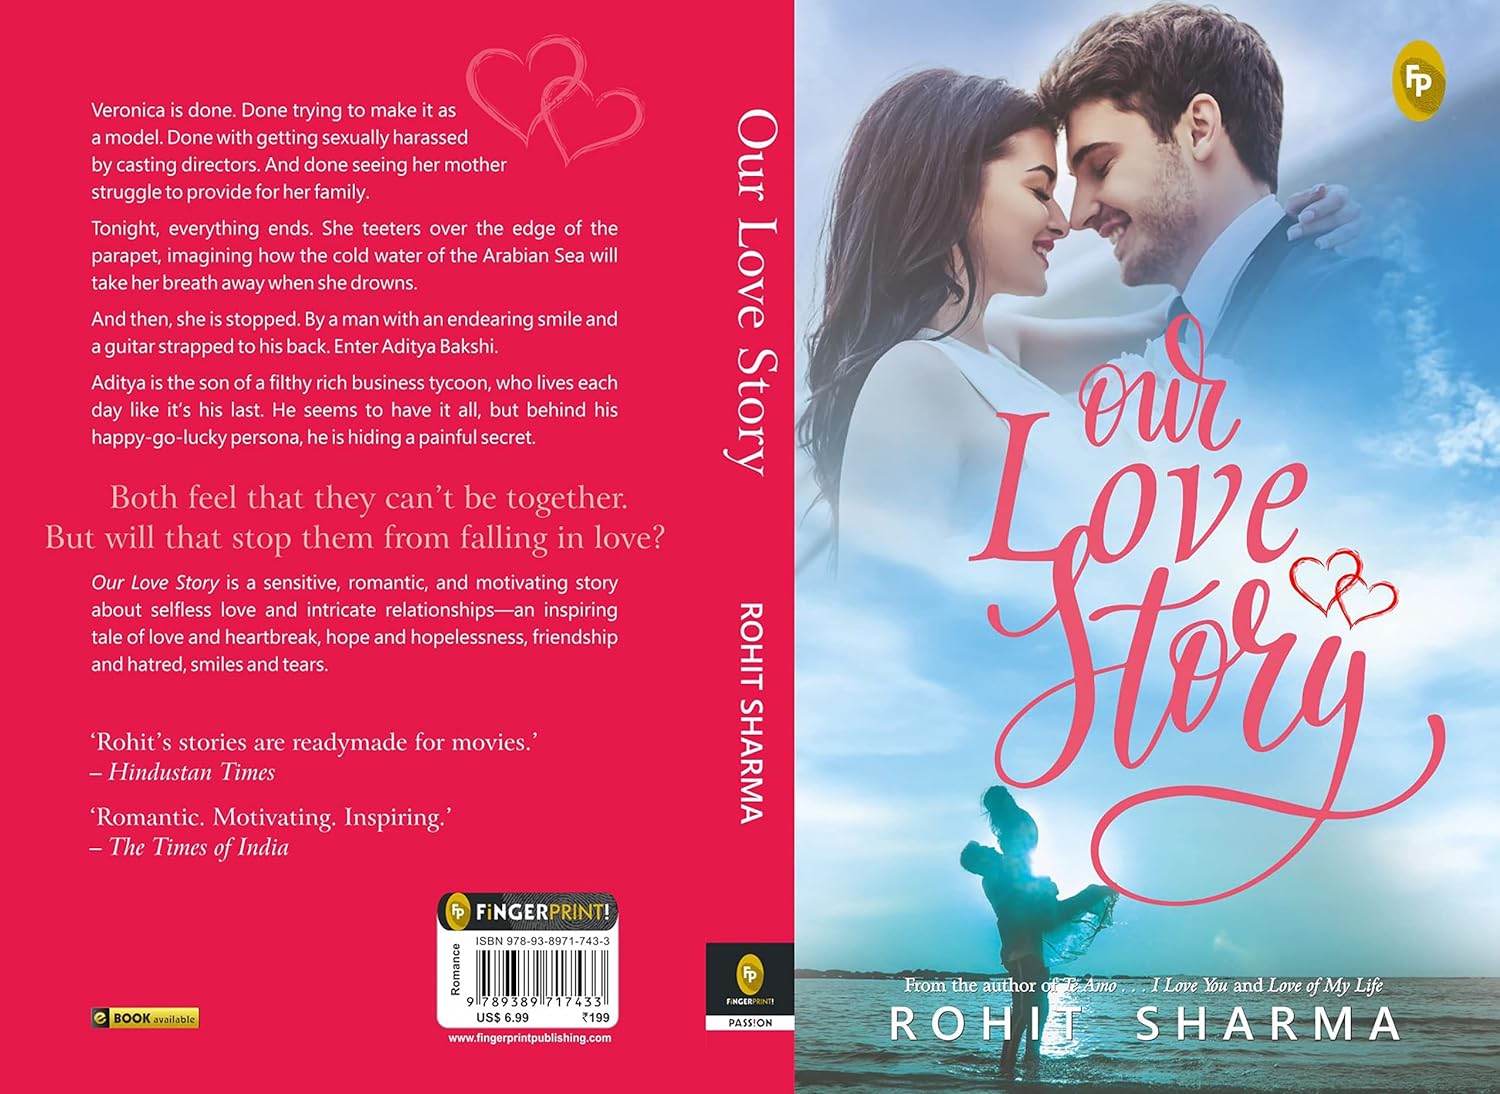 Veronica is done. Done trying to make it as
a model. Done with getting sexually harassed
by casting directors. And done seeing her mother
struggle to provide for her family.
Tonight, everything ends. She teeters over the edge of the
parapet, imagining how the cold water of the Arabian Sea will
take her breath away when she drowns.
And then, she is stopped. By a man with an endearing smile and
a guitar strapped to his back. Enter Aditya Bakshi.
Aditya is the son of a filthy rich business tycoon, who lives each
day like it’s his last. He seems to have it all, but behind his
happy-go-lucky persona, he is hiding a painful secret.
Both feel that they can’t be together.
But will that stop them from falling in love?
Our Love Story is a sensitive, romantic, and motivating story
about selfless love and intricate relationships—an inspiring
tale of love and heartbreak, hope and hopelessness, friendship
and hatred, smiles and tears.
‘Rohit’s stories are readymade for movies.’
– Hindustan Times
‘Romantic. Motivating. Inspiring.’
– The Times of India
FP FiNGERPRINT!
ISBN 978-93-8971-743-3
Romance
9 789389 717433
US$ 6.99 ₹199
www.fingerprintpublishing.com
e BOOK available
Our Love Story
ROHIT SHARMA
FP
FiNGERPRINT!
PASS!ON
FP
Our
Love
Story
From the author of Te Amo . . . I Love You and Love of My Life
ROHIT SHARMA